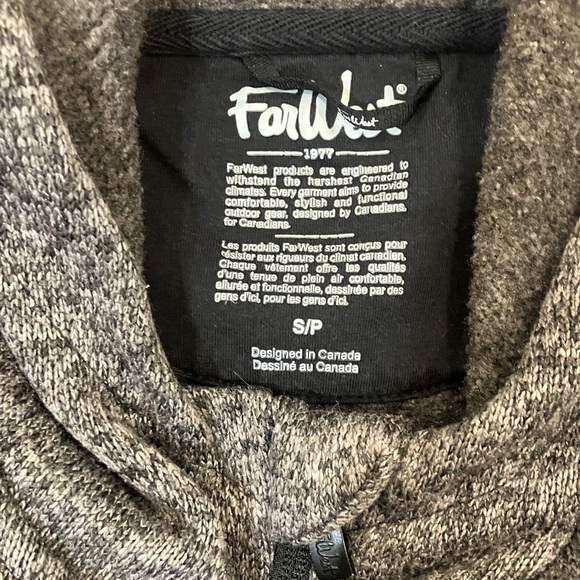 FarWest®
West
1977
FarWest products are engineered to
withstand the harshest Canadian
climates. Every garment aims to provide
comfortable, stylish and functional
outdoor gear, designed by Canadians,
for Canadians.
Les produits FarWest sont conçus pour
résister aux rigueurs du climat canadien.
Chaque vêtement offre les qualités
d'une tenue de plein air confortable,
allurée et fonctionnelle, dessinée par des
gens d'ici, pour les gens d'ici.
S/P
Designed in Canada
Dessiné au Canada
FarWest